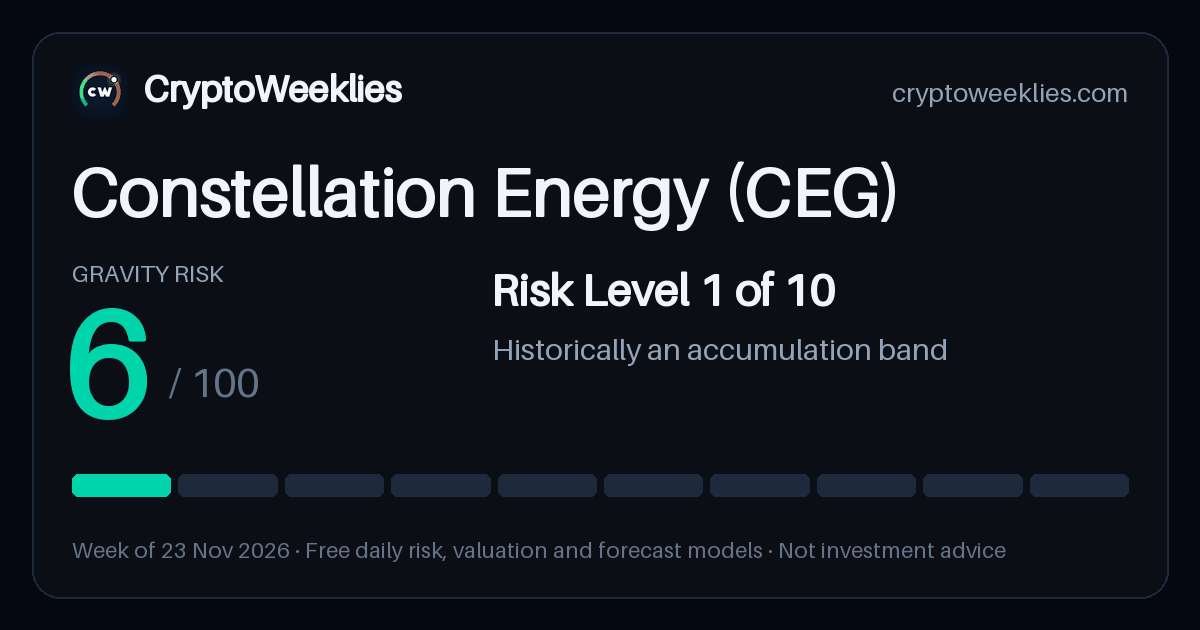 CW
CryptoWeeklies
cryptoweeklies.com
Constellation Energy (CEG)
GRAVITY RISK
6 / 100
Risk Level 1 of 10
Historically an accumulation band
Week of 23 Nov 2026 · Free daily risk, valuation and forecast models · Not investment advice